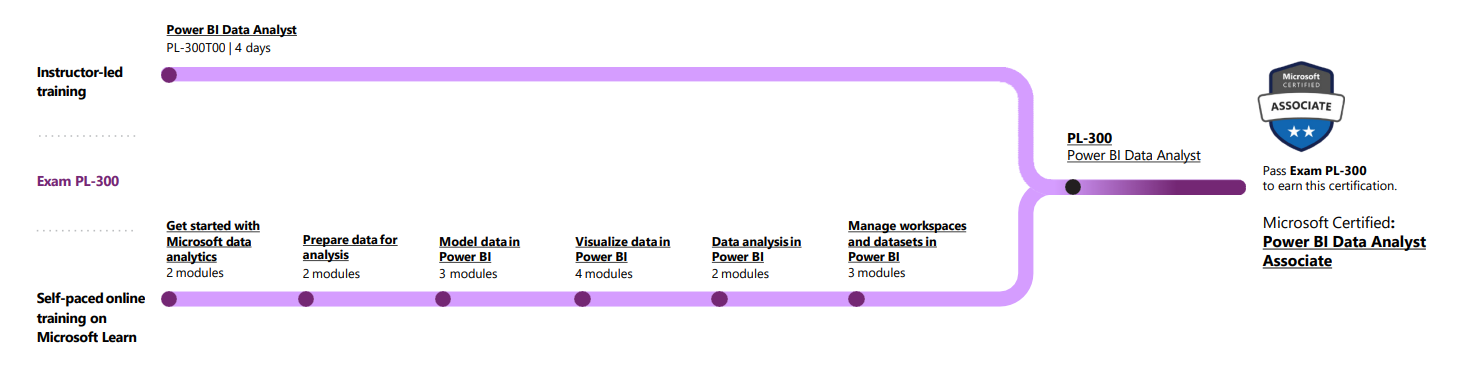 Power BI Data Analyst
PL-300T00 | 4 days
Instructor-led
training
Exam PL-300
Get started with
Microsoft data
analytics
2 modules
Prepare data for
analysis
2 modules
Model data in
Power BI
3 modules
Visualize data in
Power BI
4 modules
Data analysis in
Power BI
2 modules
Manage workspaces
and datasets in
Power BI
3 modules
Self-paced online
training on
Microsoft Learn
PL-300
Power BI Data Analyst
Microsoft
CERTIFIED
ASSOCIATE
Pass Exam PL-300
to earn this certification.
Microsoft Certified:
Power BI Data Analyst
Associate